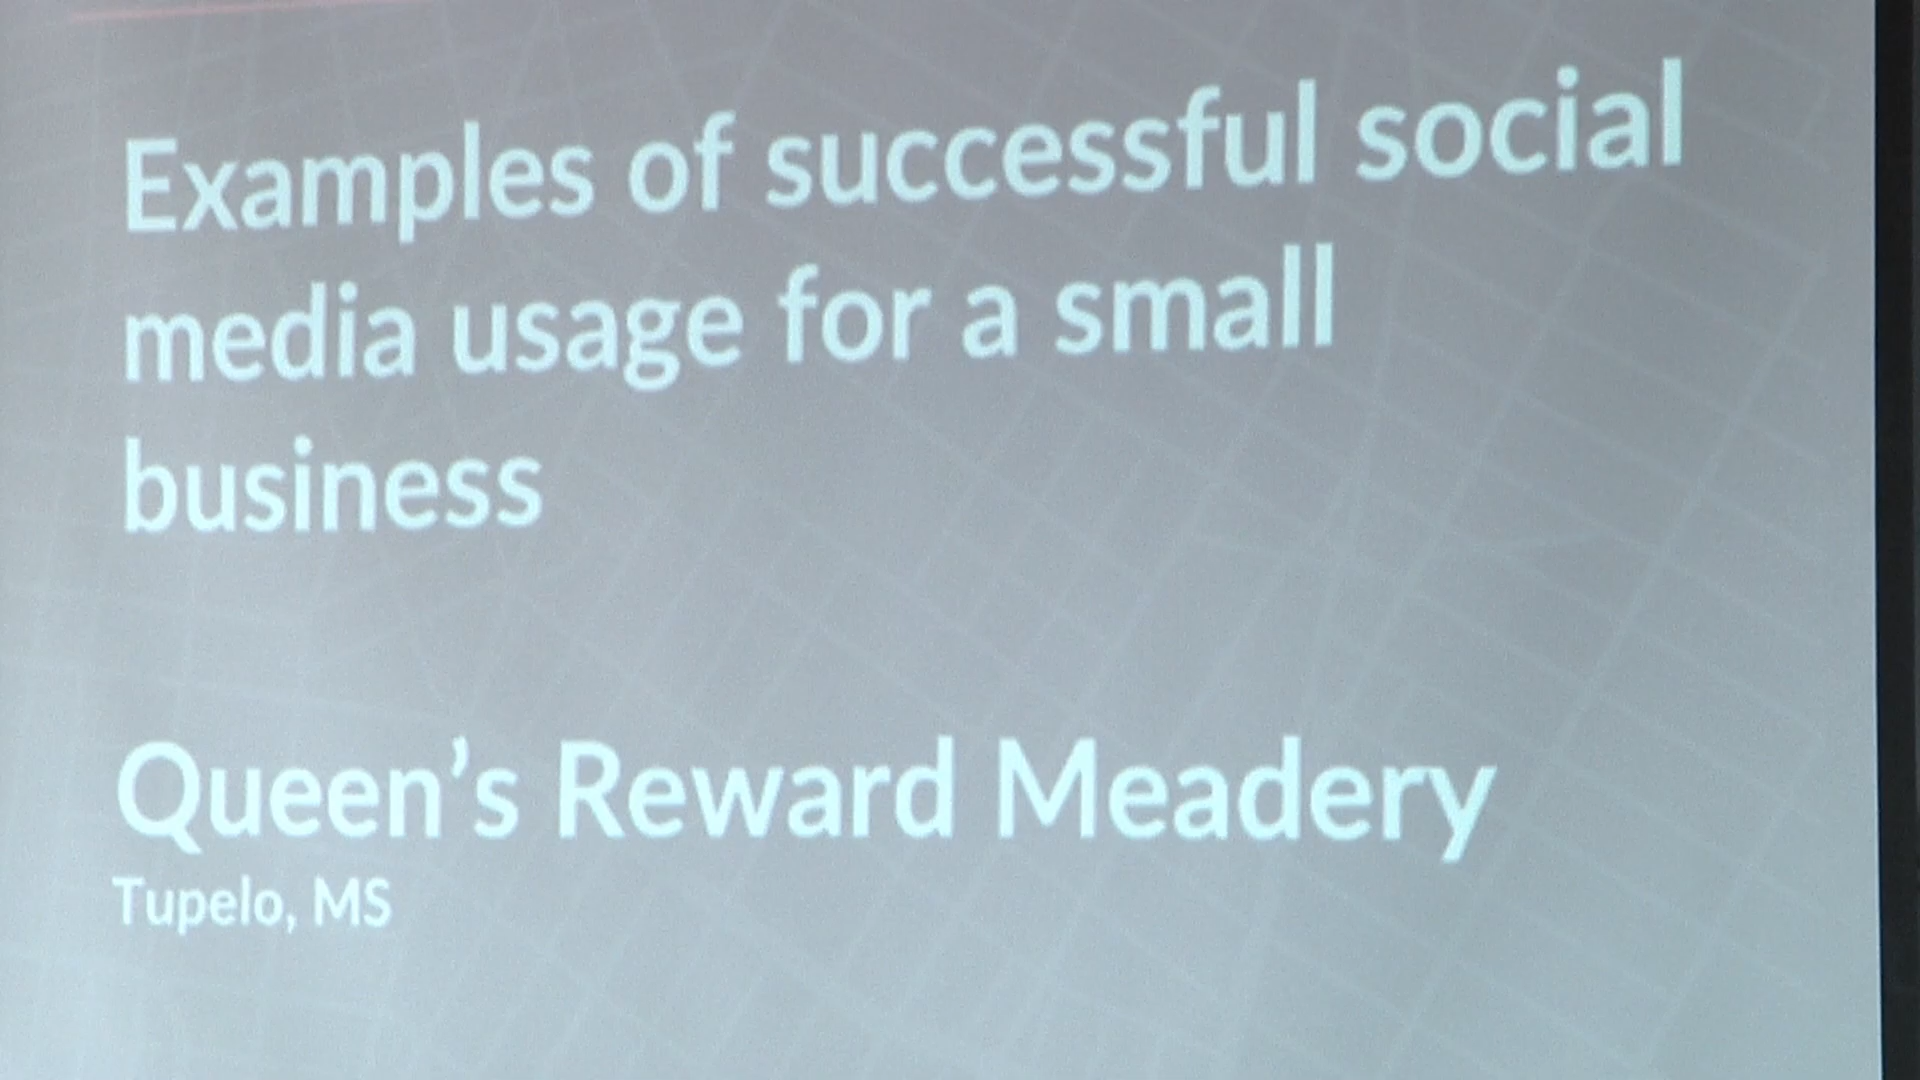 Examples of successful social
media usage for a small
business
Queen’s Reward Meadery
Tupelo, MS